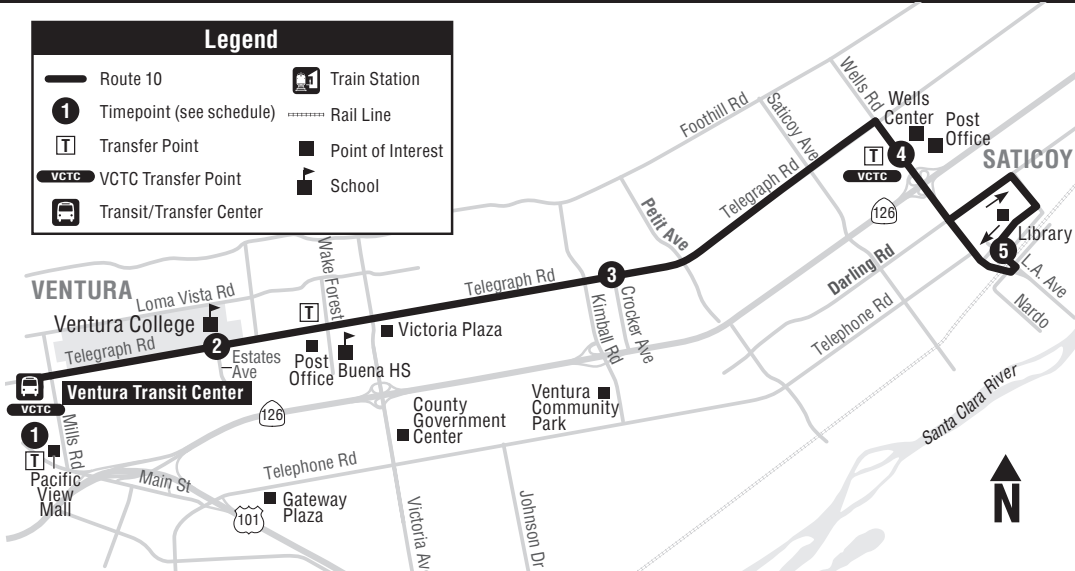 Legend
Route 10
1
Timepoint (see schedule)
T
Transfer Point
VCTC
VCTC Transfer Point
Transit/Transfer Center
Train Station
Rail Line
Point of Interest
School
Wells Rd
Wells
Center
Post
Office
Foothill Rd
Saticoy Ave
SATICOY
T
4
VCTC
126
Telegraph Rd
Petit Ave
Library
5
L.A. Ave
Nardo
Darling Rd
Telephone Rd
Wake Forest
VENTURA
Loma Vista Rd
Ventura College
Telegraph Rd
2
Estates
Ave
T
Post
Office
Buena HS
Victoria Plaza
Telegraph Rd
3
Kimball Rd
Crocker Ave
Ventura Transit Center
VCTC
1
T
Mills Rd
Pacific
View
Mall
126
County
Government
Center
Ventura
Community
Park
Santa Clara River
Main St
Telephone Rd
Gateway
Plaza
101
Victoria Av
Johnson Dr
N